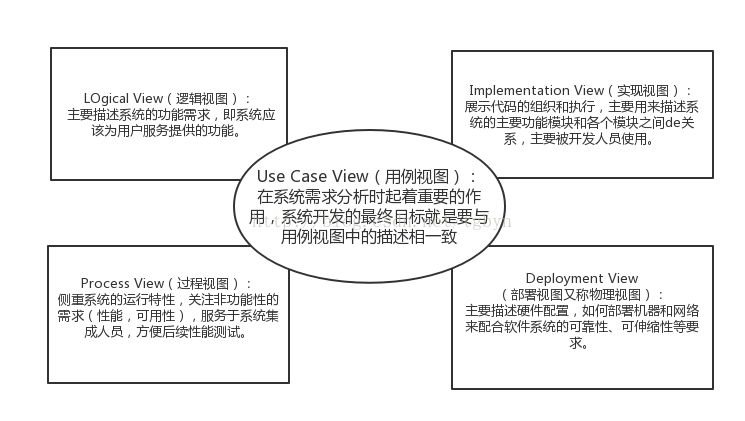 LOgical View（逻辑视图）：
主要描述系统的功能需求，即系统应
该为用户服务提供的功能。
Implementation View（实现视图）：
展示代码的组织和执行，主要用来描述系
统的主要功能模块和各个模块之间de关
系，主要被开发人员使用。
Use Case View（用例视图）：
在系统需求分析时起着重要的作
用，系统开发的最终目标就是要与
用例视图中的描述相一致
Process View（过程视图）：
侧重系统的运行特性，关注非功能性的
需求（性能，可用性），服务于系统集
成人员，方便后续性能测试。
Deployment View
（部署视图又称物理视图）：
主要描述硬件配置，如何部署机器和网络
来配合软件系统的可靠性、可伸缩性等要
求。